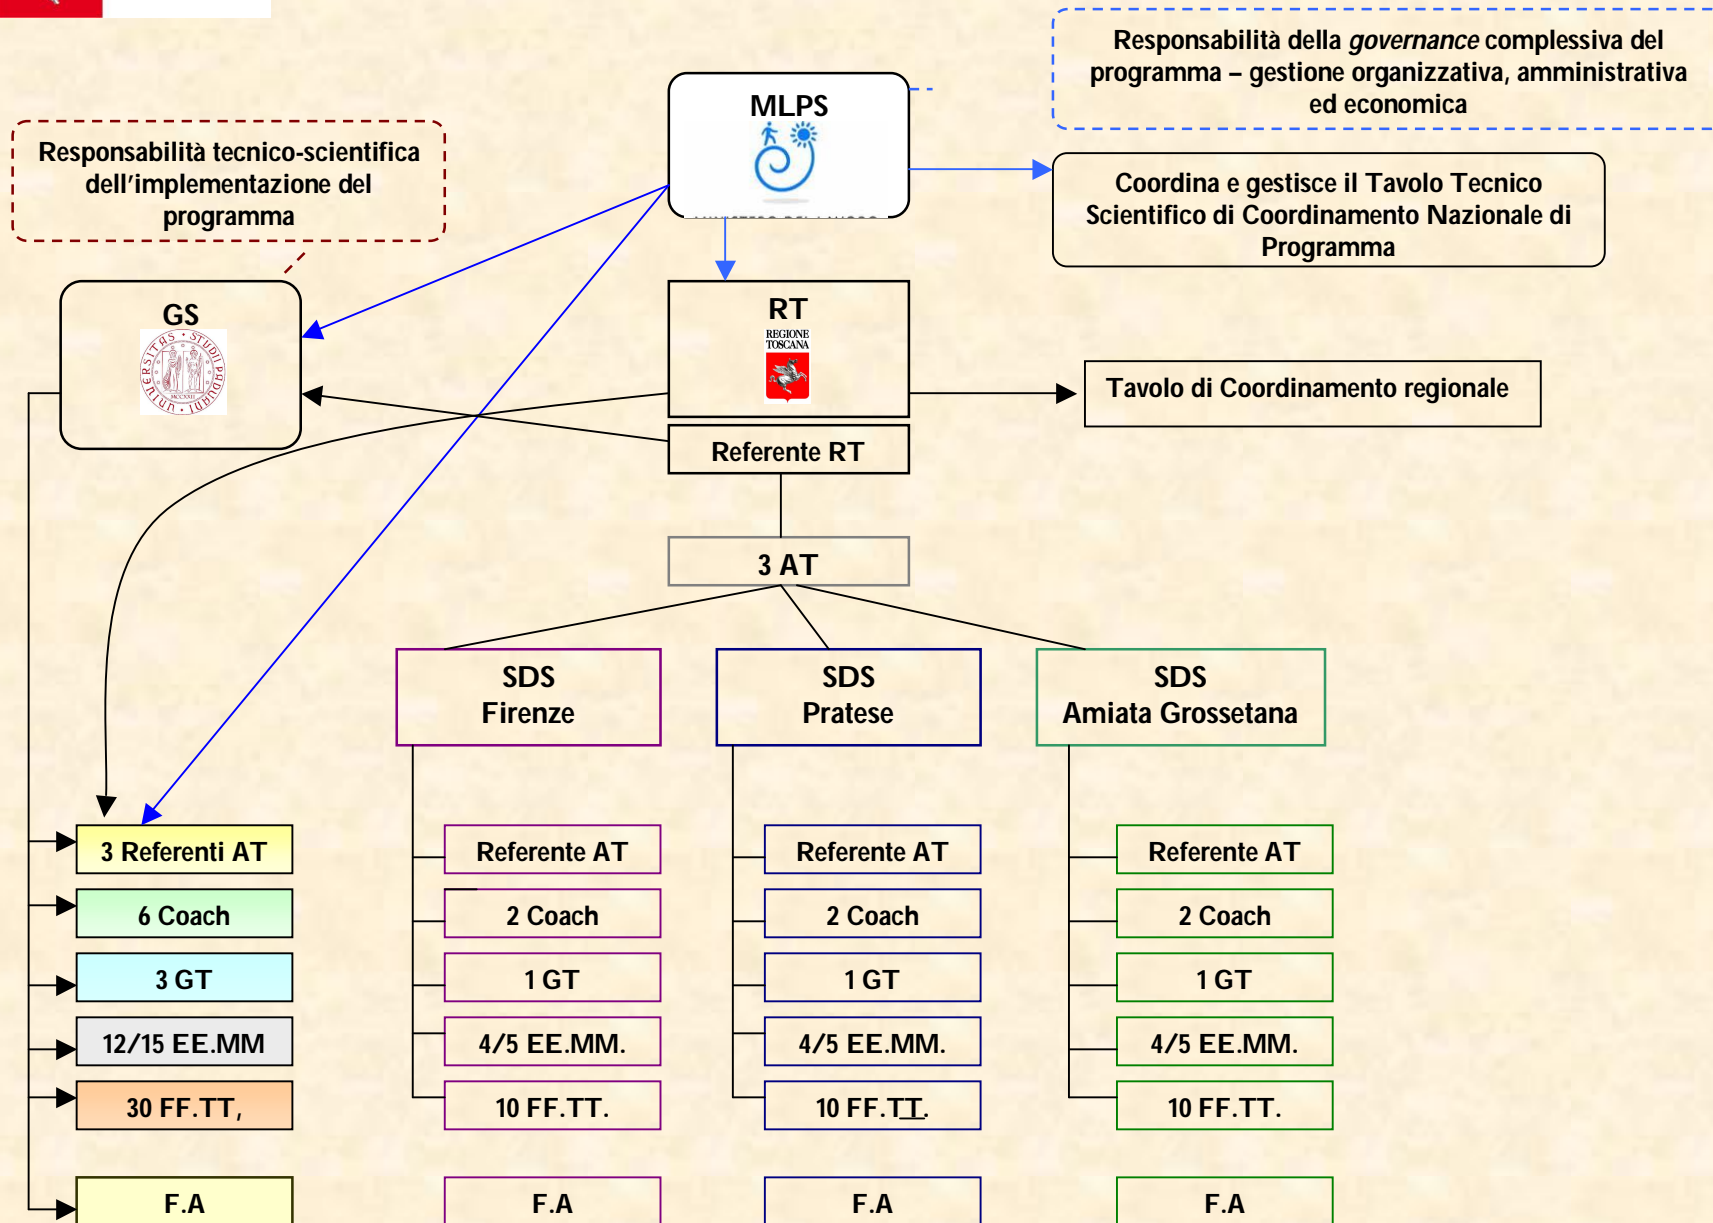 Responsabilità della governance complessiva del
programma – gestione organizzativa, amministrativa
ed economica
MLPS
Responsabilità tecnico-scientifica
dell'implementazione del
programma
Coordina e gestisce il Tavolo Tecnico
Scientifico di Coordinamento Nazionale di
Programma
GS
UNIVERSITAS • STUDII PADUANI •
MCCXXII
RT
REGIONE
TOSCANA
Tavolo di Coordinamento regionale
Referente RT
3 AT
SDS
Firenze
SDS
Pratese
SDS
Amiata Grossetana
3 Referenti AT
Referente AT
Referente AT
Referente AT
6 Coach
2 Coach
2 Coach
2 Coach
3 GT
1 GT
1 GT
1 GT
12/15 EE.MM
4/5 EE.MM.
4/5 EE.MM.
4/5 EE.MM.
30 FF.TT,
10 FF.TT.
10 FF.TT.
10 FF.TT.
F.A
F.A
F.A
F.A